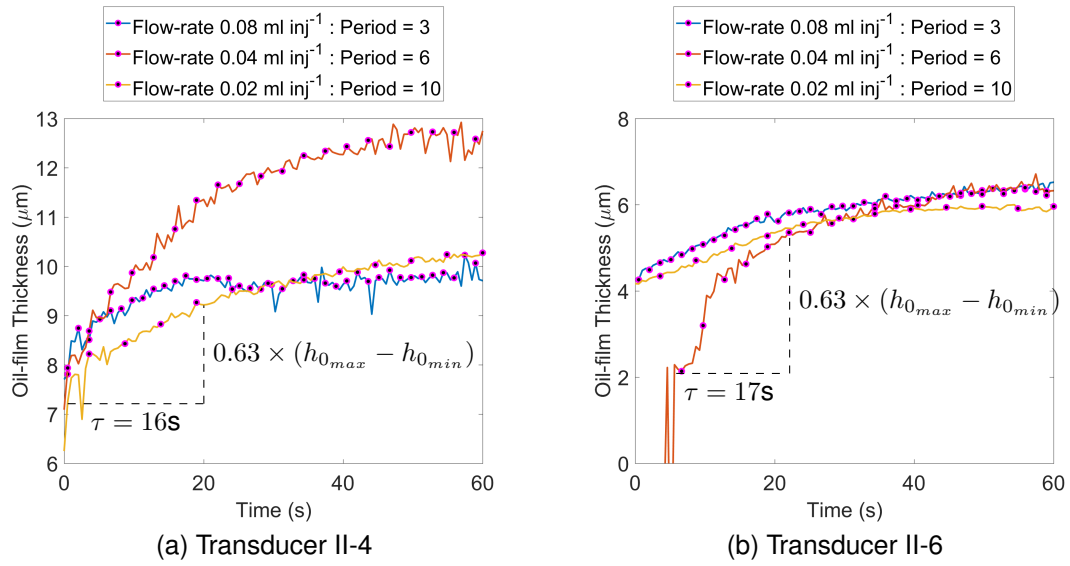 Flow-rate 0.08 ml inj⁻¹ : Period = 3
Flow-rate 0.04 ml inj⁻¹ : Period = 6
Flow-rate 0.02 ml inj⁻¹ : Period = 10
13
12
11
10
9
8
7
6
Oil-film Thickness (μm)
0.63 × (h₀ₘₐₓ − h₀ₘᵢₙ)
τ = 16s
0 20 40 60
Time (s)
(a) Transducer II-4
Flow-rate 0.08 ml inj⁻¹ : Period = 3
Flow-rate 0.04 ml inj⁻¹ : Period = 6
Flow-rate 0.02 ml inj⁻¹ : Period = 10
8
6
4
2
0
Oil-film Thickness (μm)
0.63 × (h₀ₘₐₓ − h₀ₘᵢₙ)
τ = 17s
0 20 40 60
Time (s)
(b) Transducer II-6